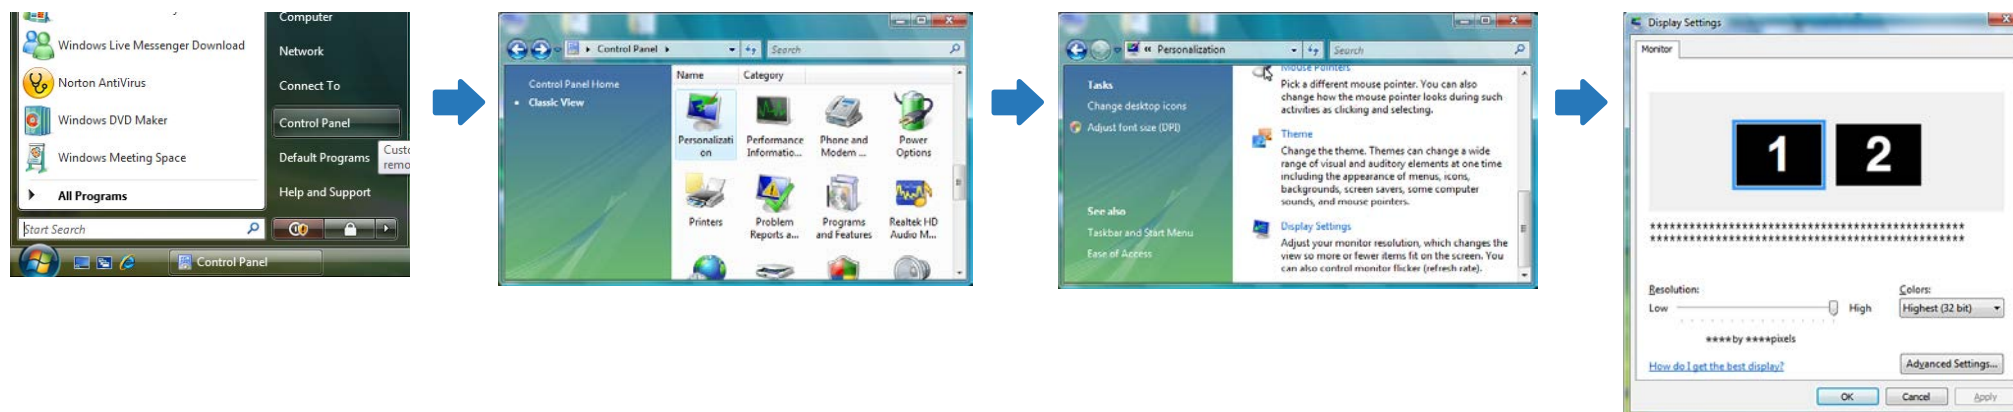 Computer
Windows Live Messenger Download
Network
Norton AntiVirus
Connect To
Windows DVD Maker
Control Panel
Windows Meeting Space
Default Programs
All Programs
Help and Support
Start Search
Control Panel
Control Panel
Search
Control Panel Home
Classic View
Name
Category
Personalizati
on
Performance
Informatio...
Phone and
Modem ...
Power
Options
Printers
Problem
Reports a...
Programs
and Features
Realtek HD
Audio M...
« Personalization
Search
Tasks
Change desktop icons
Adjust font size (DPI)
See also
Taskbar and Start Menu
Ease of Access
Mouse Pointers
Pick a different mouse pointer. You can also
change how the mouse pointer looks during such
activities as clicking and selecting.
Theme
Change the theme. Themes can change a wide
range of visual and auditory elements at one time
including the appearance of menus, icons,
backgrounds, screen savers, some computer
sounds, and mouse pointers.
Display Settings
Adjust your monitor resolution, which changes the
view so more or fewer items fit on the screen. You
can also control monitor flicker (refresh rate).
Display Settings
Monitor
1
2
Resolution:
Low
High
Colors:
Highest (32 bit)
****by ****pixels
How do I get the best display?
Advanced Settings...
OK
Cancel
Apply